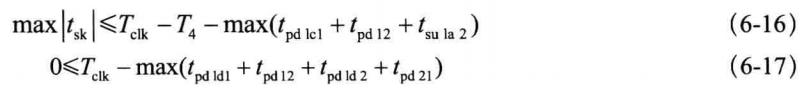 max|t_sk| ≤ T_clk − T_4 − max(t_pd lc1 + t_pd 12 + t_su la 2) (6-16)
0 ≤ T_clk − max(t_pd ld1 + t_pd 12 + t_pd ld 2 + t_pd 21) (6-17)